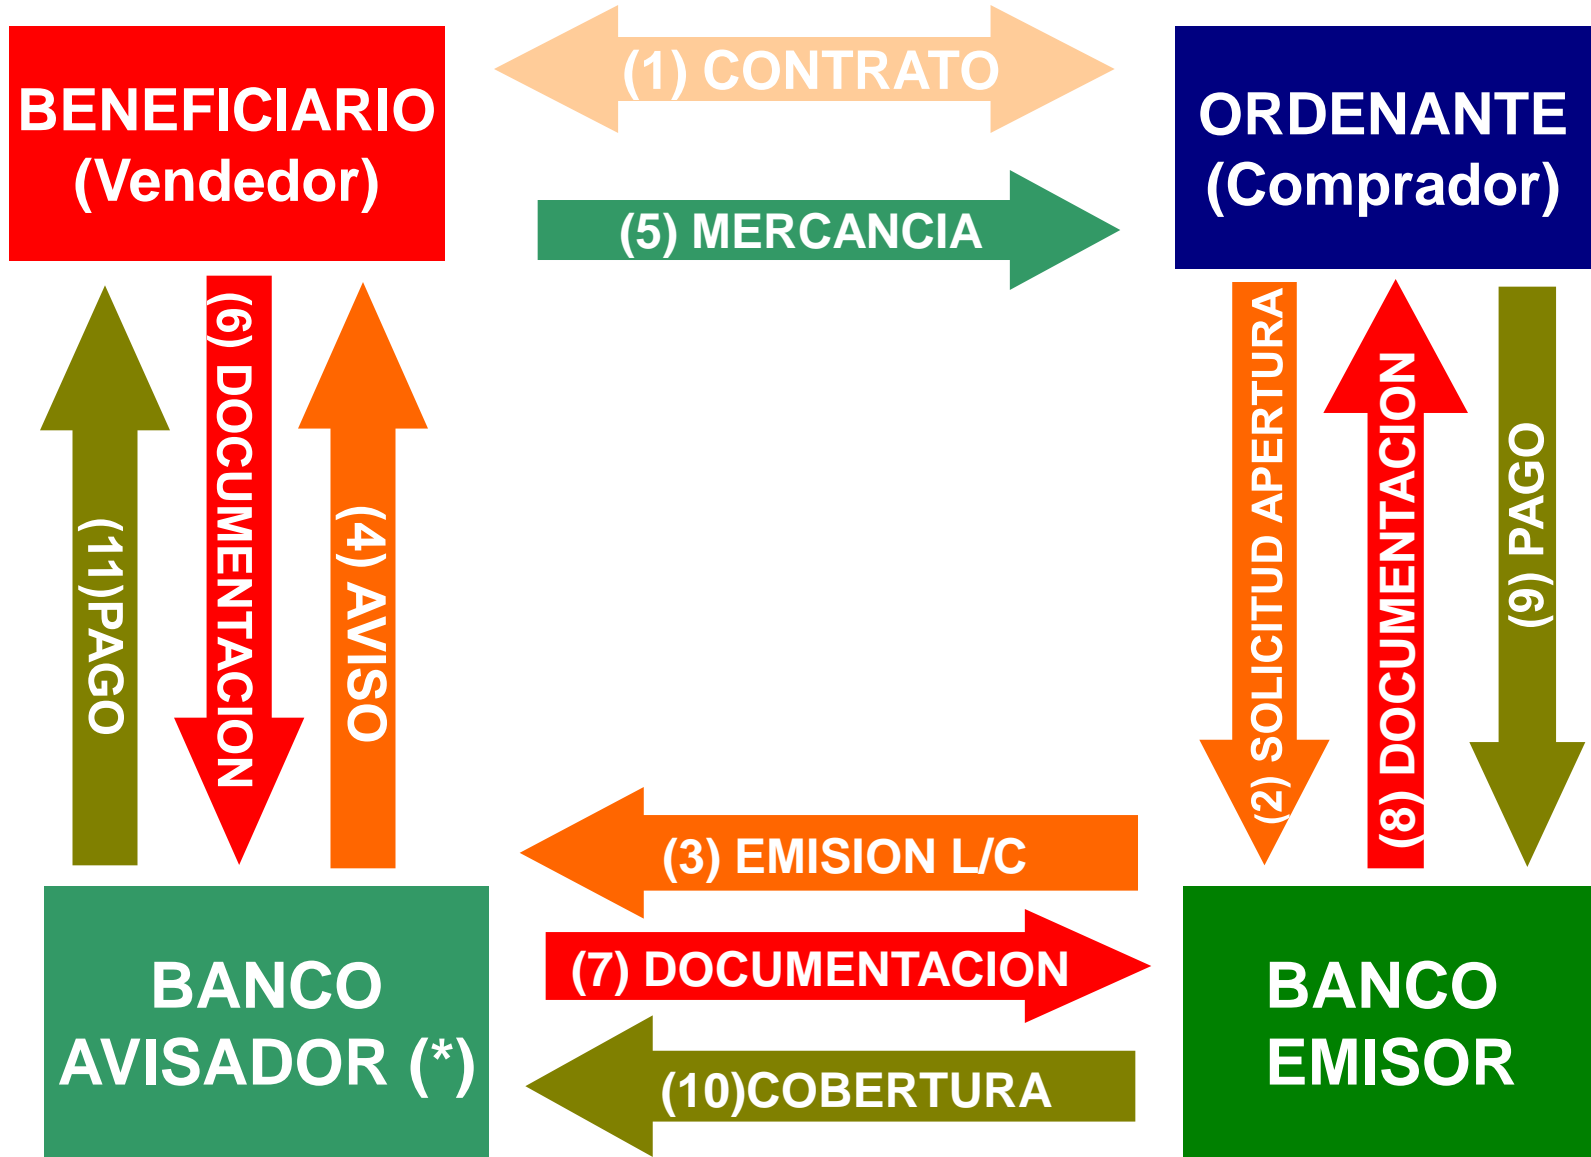 BENEFICIARIO
(Vendedor)
(1) CONTRATO
ORDENANTE
(Comprador)
(5) MERCANCIA
(11)PAGO
(6) DOCUMENTACION
(4) AVISO
(2) SOLICITUD APERTURA
(8) DOCUMENTACION
(9) PAGO
(3) EMISION L/C
(7) DOCUMENTACION
(10)COBERTURA
BANCO
AVISADOR (*)
BANCO
EMISOR